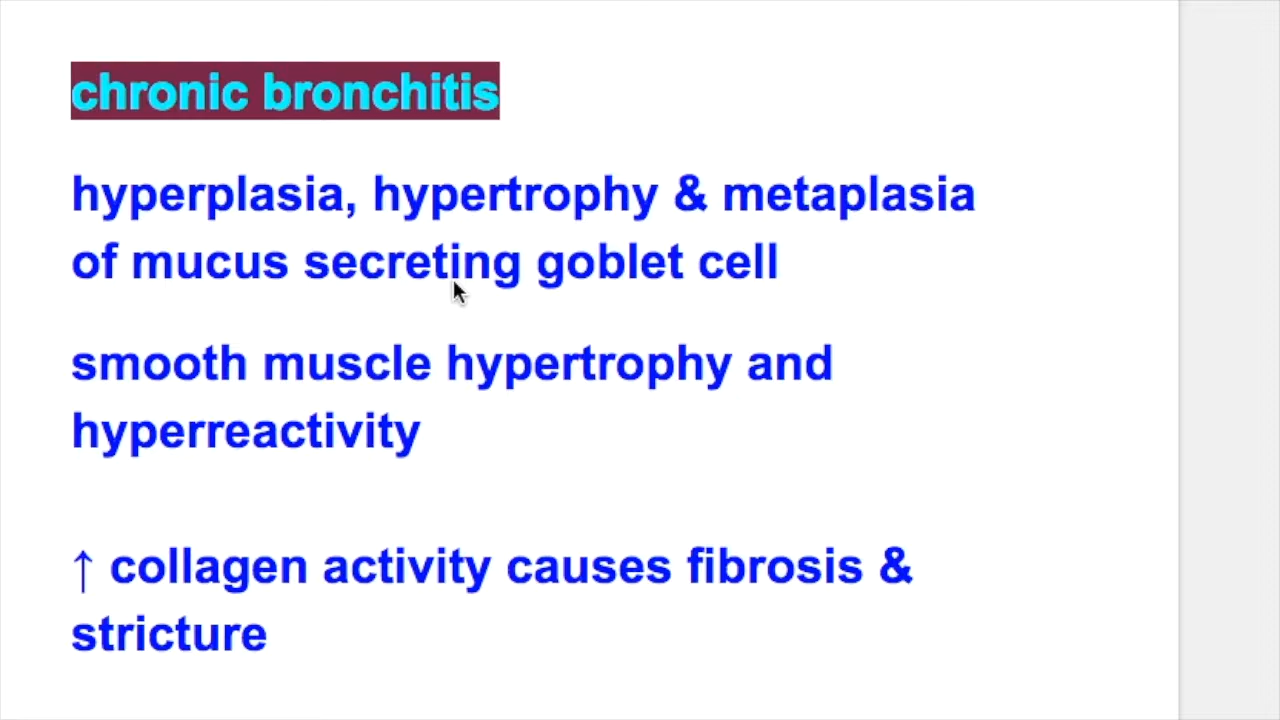 chronic bronchitis
hyperplasia, hypertrophy & metaplasia
of mucus secreting goblet cell
smooth muscle hypertrophy and
hyperreactivity
↑ collagen activity causes fibrosis &
stricture